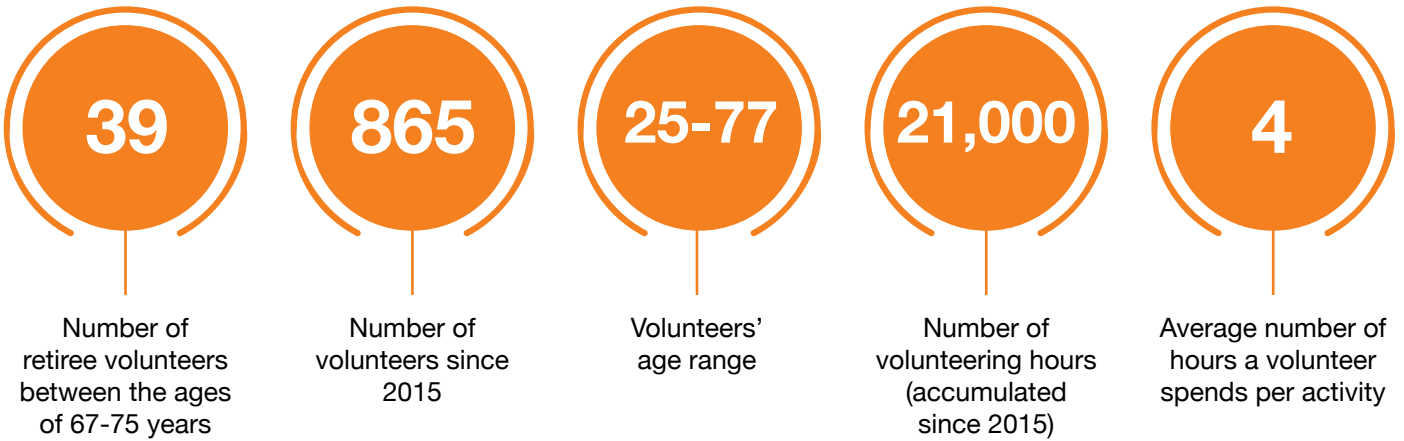 39
Number of
retiree volunteers
between the ages
of 67-75 years
865
Number of
volunteers since
2015
25-77
Volunteers’
age range
21,000
Number of
volunteering hours
(accumulated
since 2015)
4
Average number of
hours a volunteer
spends per activity